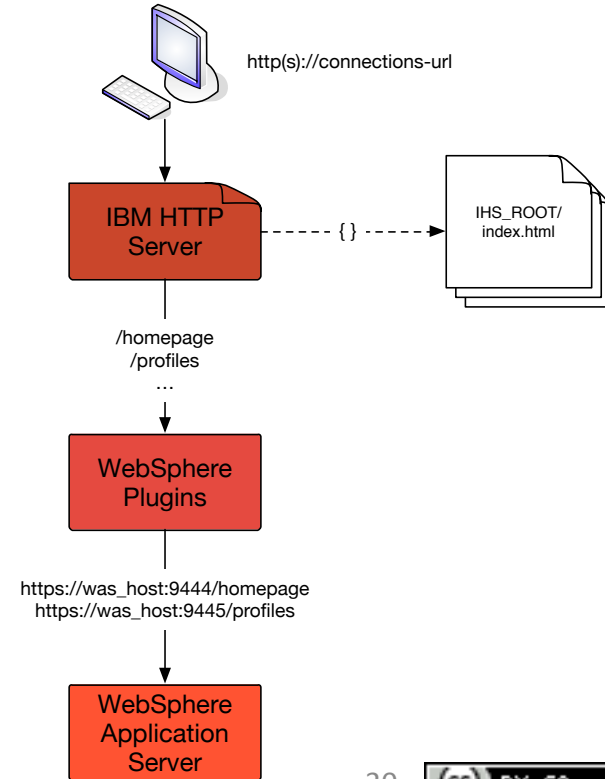 http(s)://connections-url
IBM HTTP
Server
{ }
IHS_ROOT/
index.html
/homepage
/profiles
...
WebSphere
Plugins
https://was_host:9444/homepage
https://was_host:9445/profiles
WebSphere
Application
Server